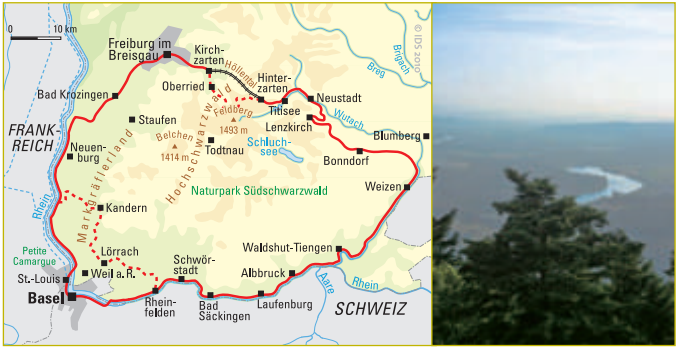 0
10 km
© IDS 2010
Freiburg im
Breisgau
Kirch-
zarten
Höllental
Hinter-
zarten
Breg
Brigach
Oberried
Titisee
Neustadt
Bad Krozingen
Feldberg
1493 m
Lenzkirch
Wutach
Staufen
FRANK-
REICH
Belchen
1414 m
Hochschwarzwald
Todtnau
Schluch-
see
Blumberg
Bonndorf
Neuen-
burg
Markgräflerland
Naturpark Südschwarzwald
Weizen
Rhein
Kandern
Petite
Camargue
Lörrach
Weil a. R.
Schwör-
stadt
Waldshut-Tiengen
Albbruck
St.-Louis
Basel
Rhein-
felden
Bad
Säckingen
Laufenburg
Aare
Rhein
SCHWEIZ